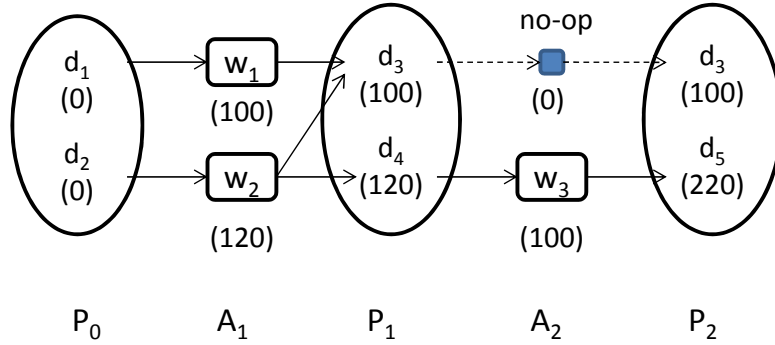 no-op
d₁ w₁ d₃ d₃
(0) (100) (0) (100)
(100)
d₂ w₂ d₄ w₃ d₅
(0) (120) (220)
(120) (100)
P₀ A₁ P₁ A₂ P₂